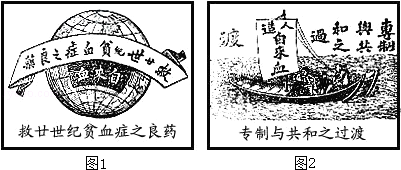 救廿世紀貧血症之良藥
救廿世纪贫血症之良药
图1
專制與共和之過渡
人造自來血
专制与共和之过渡
图2